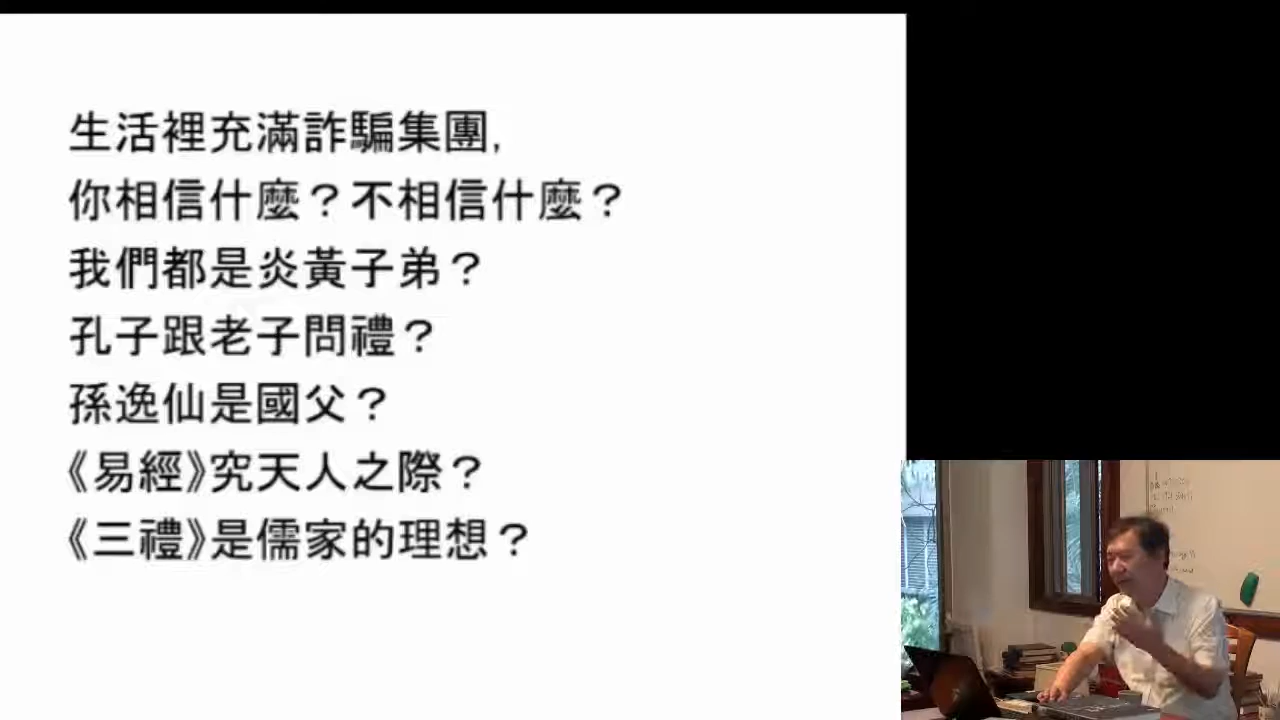 生活裡充滿詐騙集團,
你相信什麼？不相信什麼？
我們都是炎黃子弟？
孔子跟老子問禮？
孫逸仙是國父？
《易經》究天人之際？
《三禮》是儒家的理想？